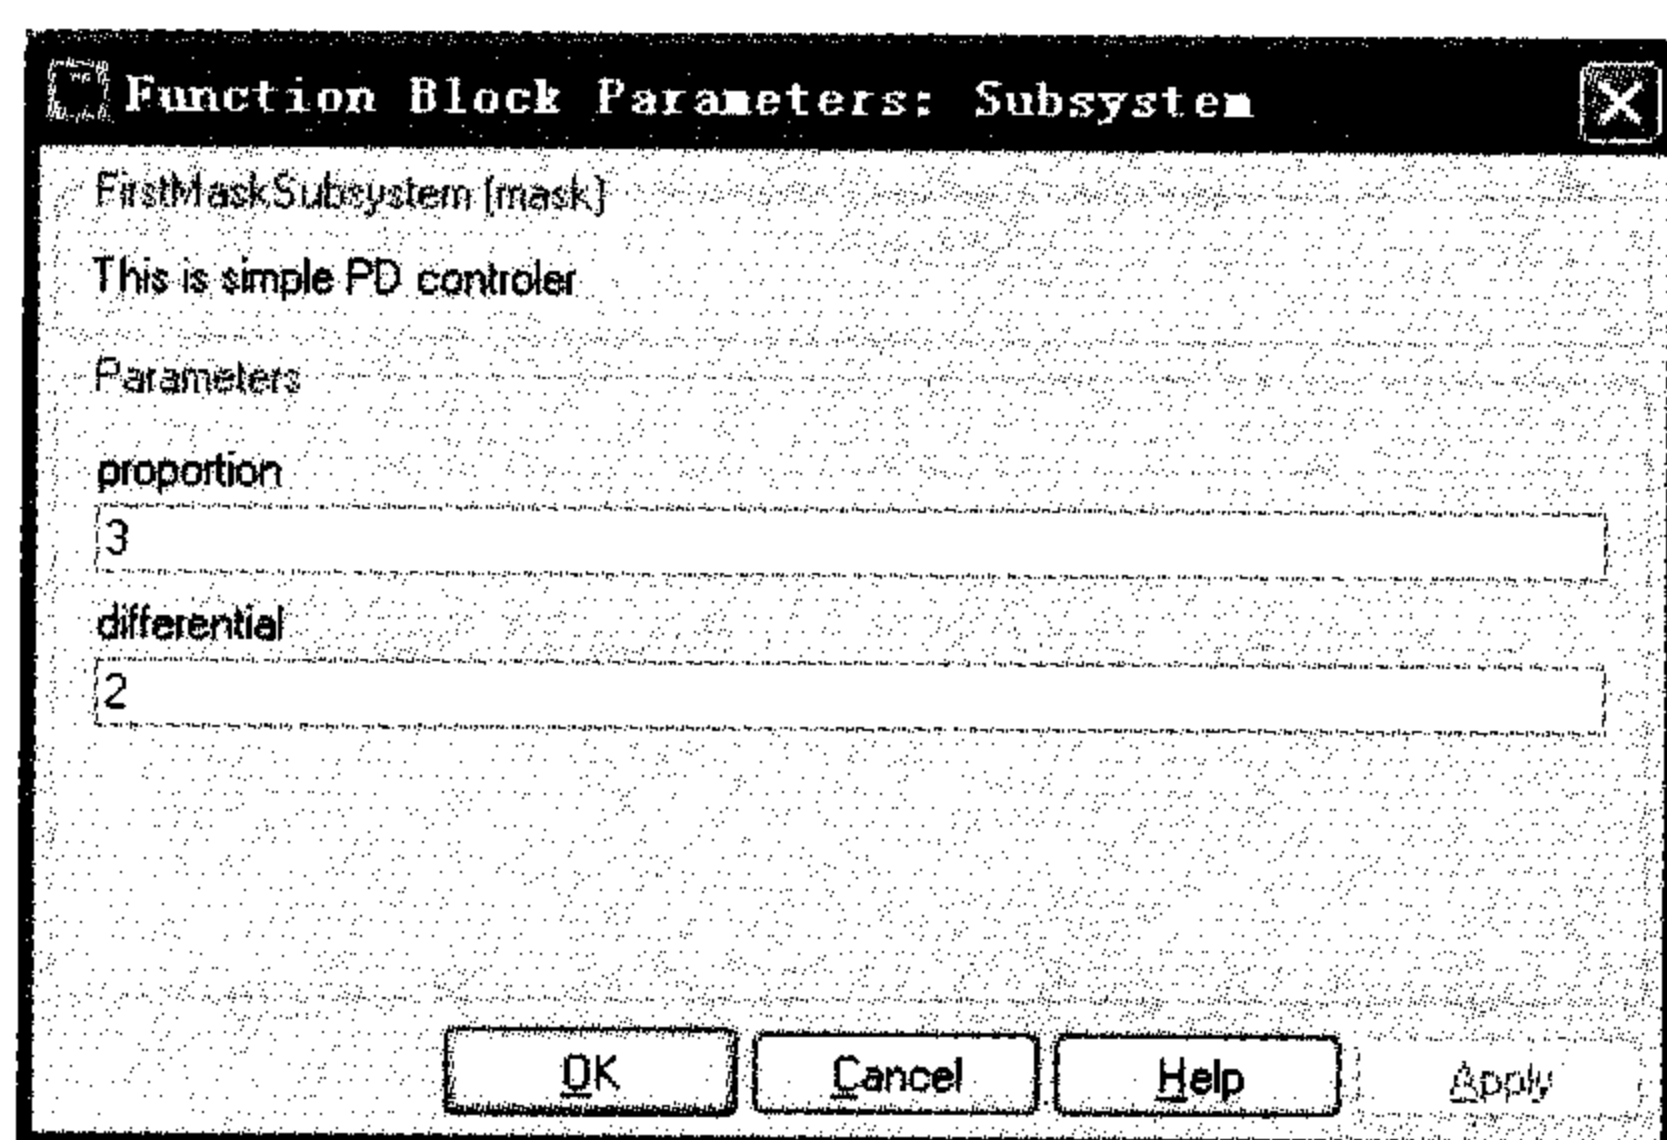 Function Block Parameters: Subsystem
FirstMaskSubsystem (mask)
This is simple PD controler
Parameters
proportion
3
differential
2
OK Cancel Help Apply